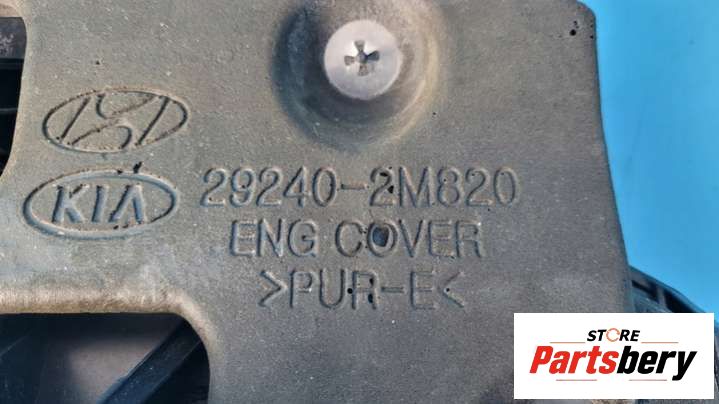 KIA
29240-2M820
ENG COVER
>PUR-E<
STORE
Partsbery